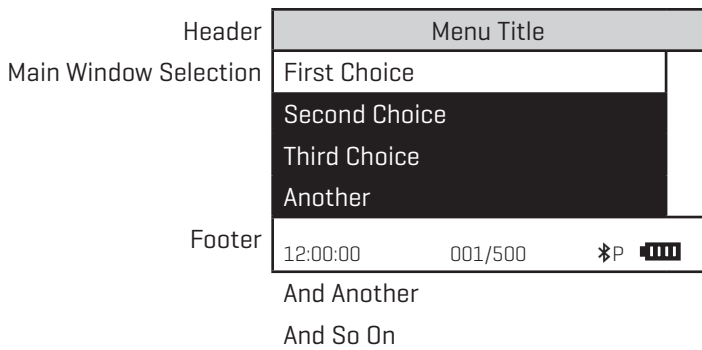 Header Menu Title
Main Window Selection First Choice
Second Choice
Third Choice
Another
Footer 12:00:00 001/500 P
And Another
And So On